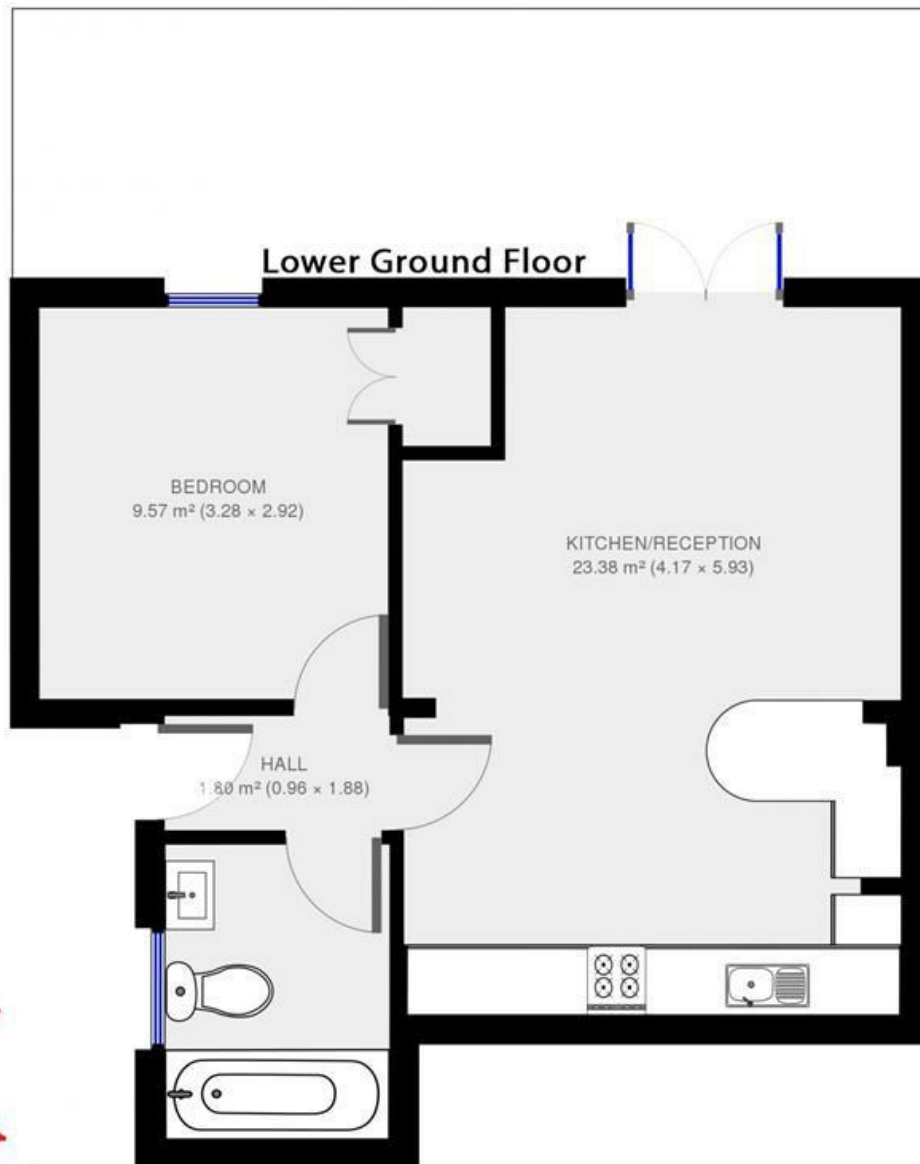 Lower Ground Floor
BEDROOM
9.57 m² (3.28 × 2.92)
KITCHEN/RECEPTION
23.38 m² (4.17 × 5.93)
HALL
1.80 m² (0.96 × 1.88)